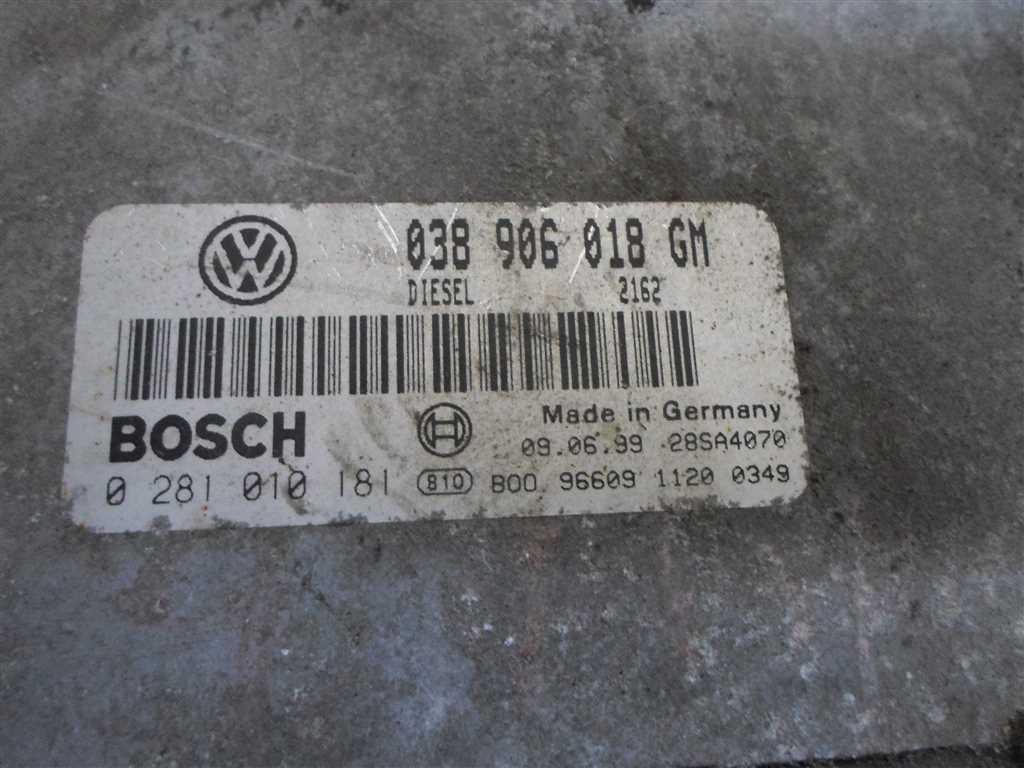 038 906 018 GM
DIESEL 2162
BOSCH Made in Germany
09.06.99 28SA4070
0 281 010 181 810 B00 96609 1120 0349